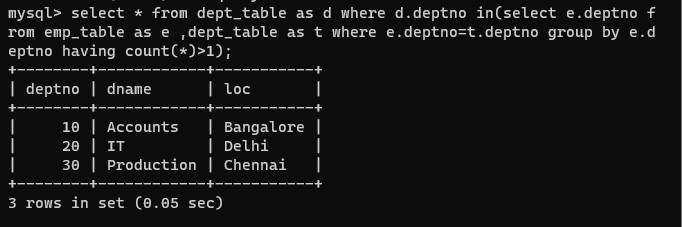 mysql> select * from dept_table as d where d.deptno in(select e.deptno f
rom emp_table as e ,dept_table as t where e.deptno=t.deptno group by e.d
eptno having count(*)>1);
+--------+------------+-----------+
| deptno | dname      | loc       |
+--------+------------+-----------+
|     10 | Accounts   | Bangalore |
|     20 | IT         | Delhi     |
|     30 | Production | Chennai   |
+--------+------------+-----------+
3 rows in set (0.05 sec)